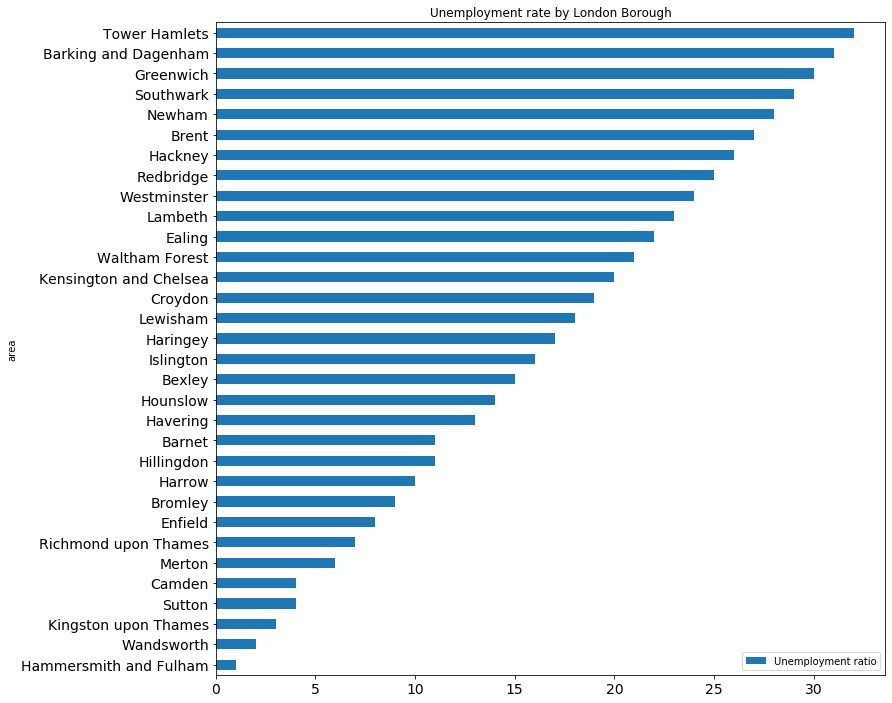 Unemployment rate by London Borough
Tower Hamlets
Barking and Dagenham
Greenwich
Southwark
Newham
Brent
Hackney
Redbridge
Westminster
Lambeth
Ealing
Waltham Forest
Kensington and Chelsea
Croydon
Lewisham
Haringey
Islington
Bexley
Hounslow
Havering
Barnet
Hillingdon
Harrow
Bromley
Enfield
Richmond upon Thames
Merton
Camden
Sutton
Kingston upon Thames
Wandsworth
Hammersmith and Fulham
area
Unemployment ratio
0 5 10 15 20 25 30